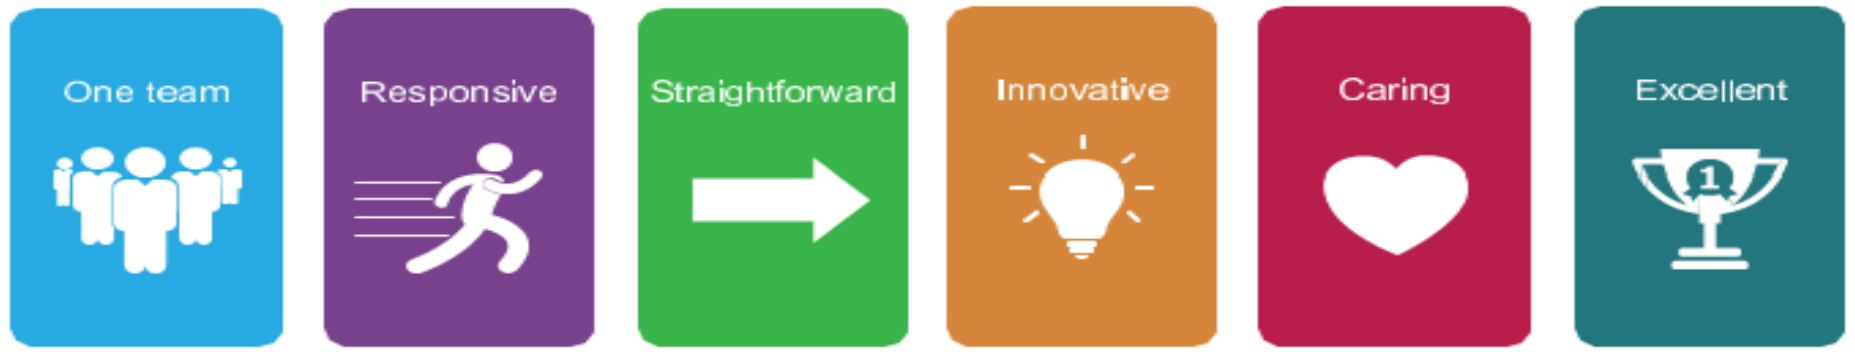 One team
Responsive
Straightforward
Innovative
Caring
Excellent
1